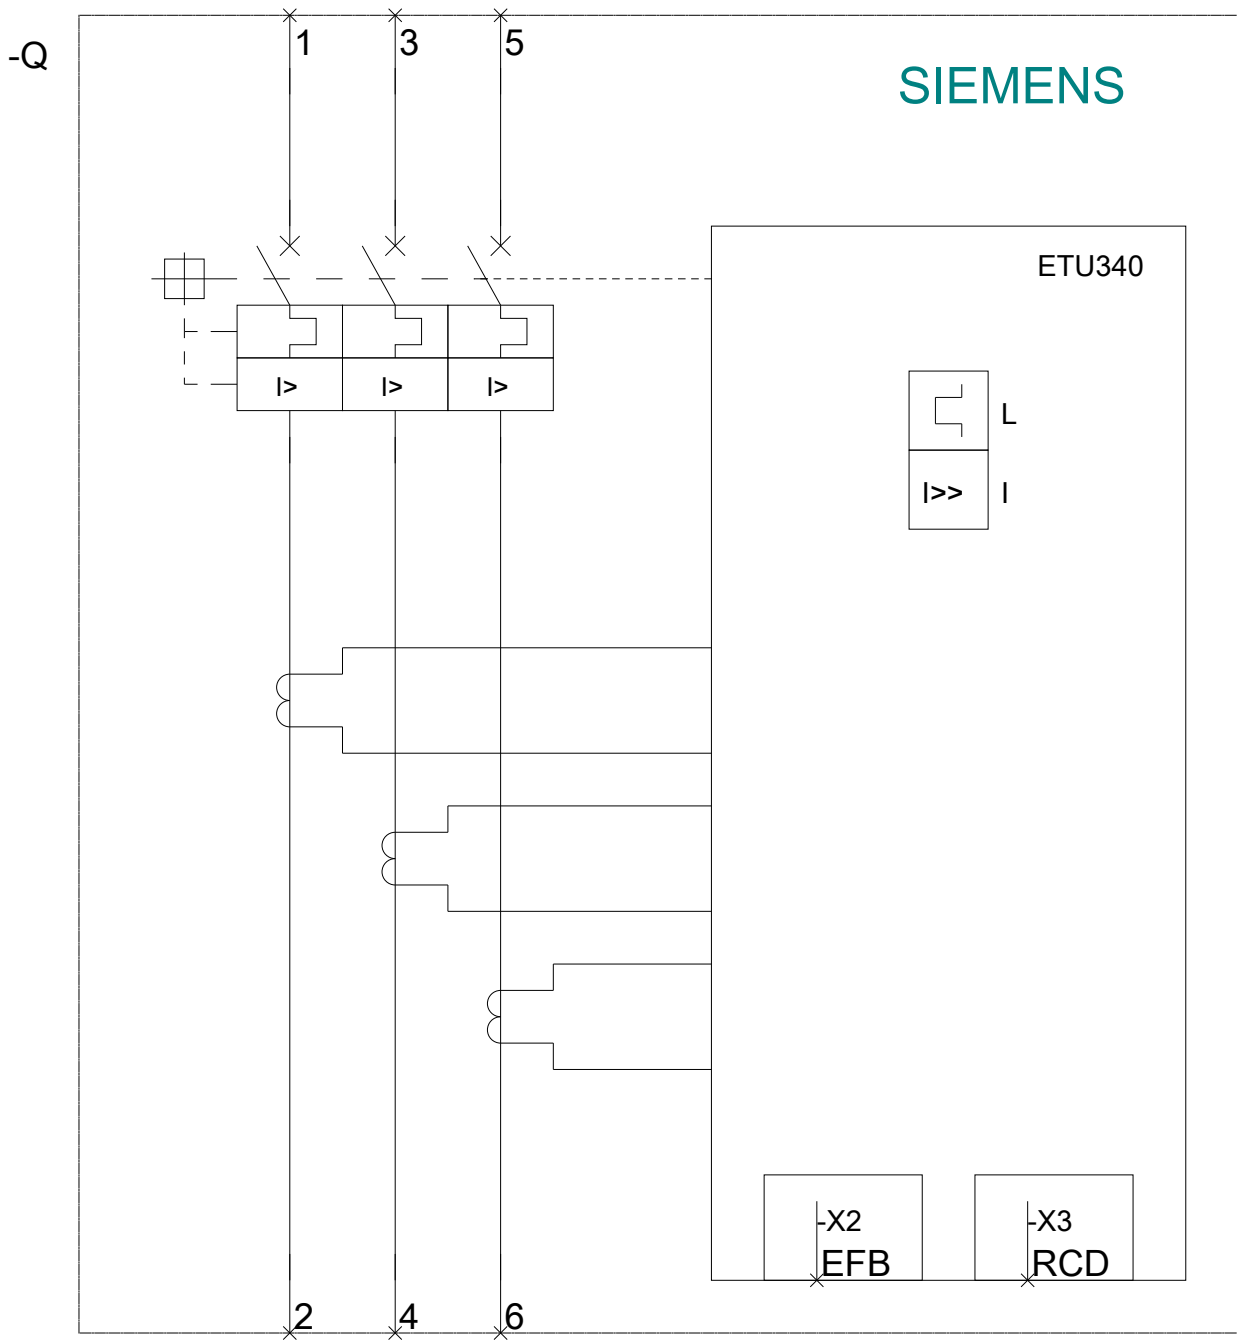 1 3 5
-Q
SIEMENS
ETU340
I> I> I>
L
I>> I
-X2 -X3
EFB RCD
2 4 6